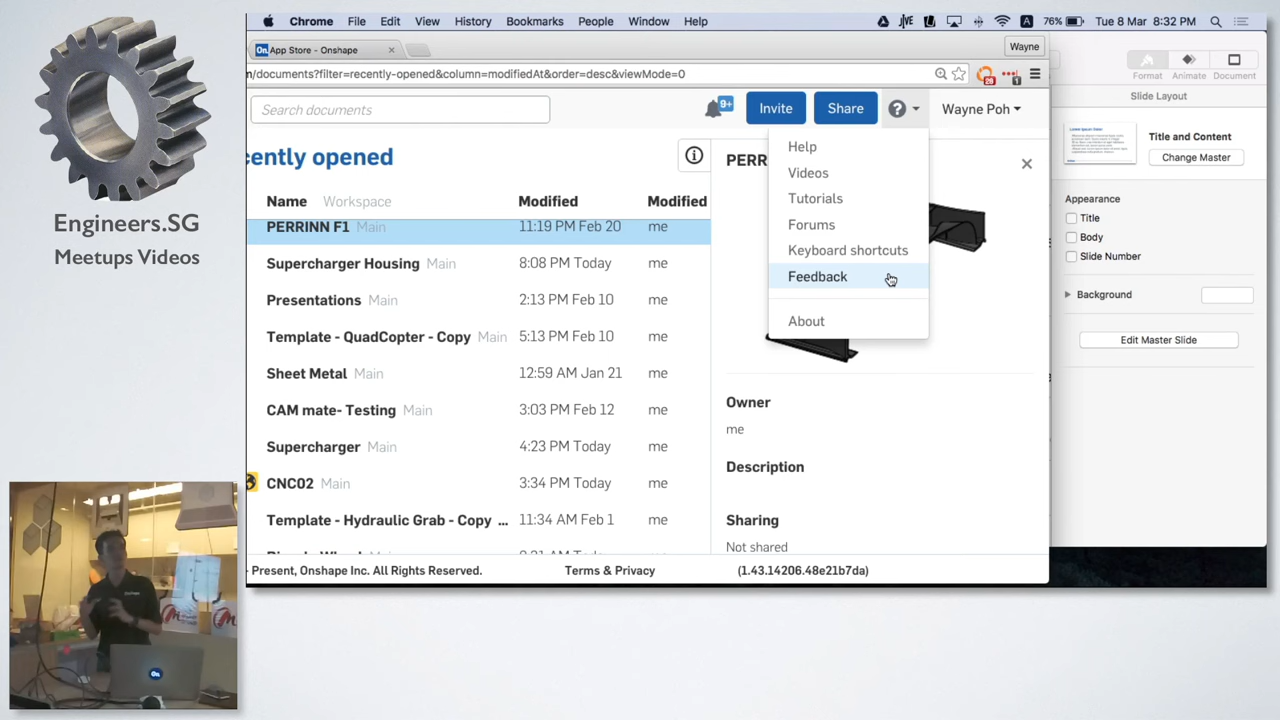 Engineers.SG
Meetups Videos
Chrome File Edit View History Bookmarks People Window Help
JIVE A 76% Tue 8 Mar 8:32 PM
On App Store - Onshape
Wayne
/documents?filter=recently-opened&column=modifiedAt&order=desc&viewMode=0
Search documents
9+
Invite
Share
Wayne Poh
cently opened
PERR
Name Workspace Modified Modified
PERRINN F1 Main 11:19 PM Feb 20 me
Supercharger Housing Main 8:08 PM Today me
Presentations Main 2:13 PM Feb 10 me
Template - QuadCopter - Copy Main 5:13 PM Feb 10 me
Sheet Metal Main 12:59 AM Jan 21 me
CAM mate- Testing Main 3:03 PM Feb 12 me
Supercharger Main 4:23 PM Today me
CNC02 Main 3:34 PM Today me
Template - Hydraulic Grab - Copy ... 11:34 AM Feb 1 me
Help
Videos
Tutorials
Forums
Keyboard shortcuts
Feedback
About
Owner
me
Description
Sharing
Not shared
- Present, Onshape Inc. All Rights Reserved. Terms & Privacy (1.43.14206.48e21b7da)
Format Animate Document
Slide Layout
Title and Content
Change Master
Appearance
Title
Body
Slide Number
Background
Edit Master Slide
On